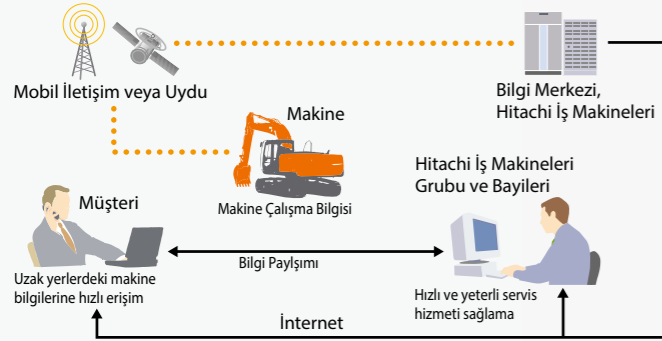 Mobil İletişim veya Uydu
Bilgi Merkezi,
Hitachi İş Makineleri
Makine
Makine Çalışma Bilgisi
Hitachi İş Makineleri
Grubu ve Bayileri
Müşteri
Uzak yerlerdeki makine
bilgilerine hızlı erişim
Bilgi Paylşımı
Hızlı ve yeterli servis
hizmeti sağlama
İnternet